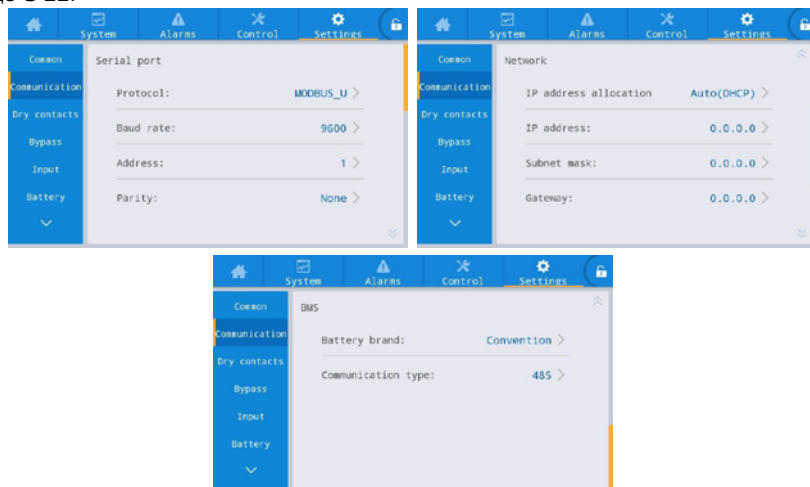 System Alarms Control Settings
Common
Communication
Dry contacts
Bypass
Input
Battery
Serial port
Protocol: MODBUS_U
Baud rate: 9600
Address: 1
Parity: None
System Alarms Control Settings
Common
Communication
Dry contacts
Bypass
Input
Battery
Network
IP address allocation Auto(DHCP)
IP address: 0.0.0.0
Subnet mask: 0.0.0.0
Gateway: 0.0.0.0
System Alarms Control Settings
Common
Communication
Dry contacts
Bypass
Input
Battery
BMS
Battery brand: Convention
Communication type: 485